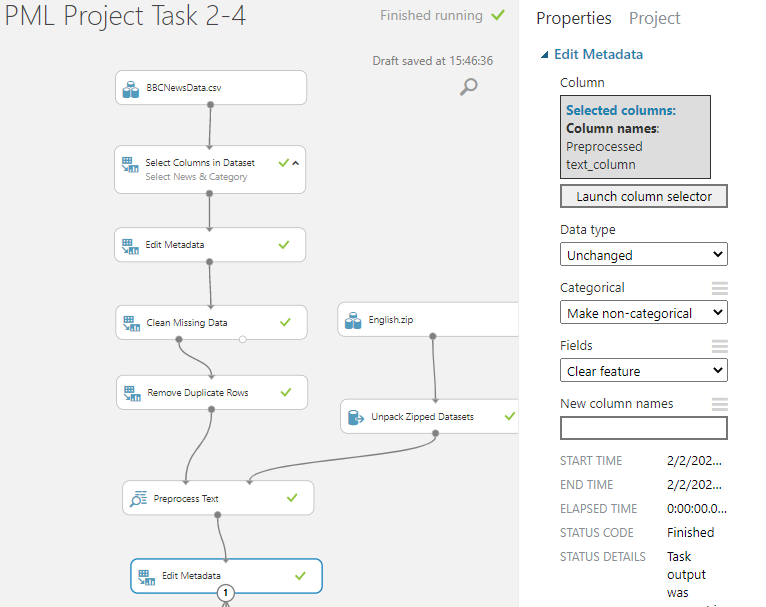 PML Project Task 2-4
Finished running
Draft saved at 15:46:36
BBCNewsData.csv
Select Columns in Dataset
Select News & Category
Edit Metadata
Clean Missing Data
English.zip
Remove Duplicate Rows
Unpack Zipped Datasets
Preprocess Text
Edit Metadata
1
Properties Project
Edit Metadata
Column
Selected columns:
Column names:
Preprocessed
text_column
Launch column selector
Data type
Unchanged
Categorical
Make non-categorical
Fields
Clear feature
New column names
START TIME 2/2/202...
END TIME 2/2/202...
ELAPSED TIME 0:00:00.0...
STATUS CODE Finished
STATUS DETAILS Task
output
was